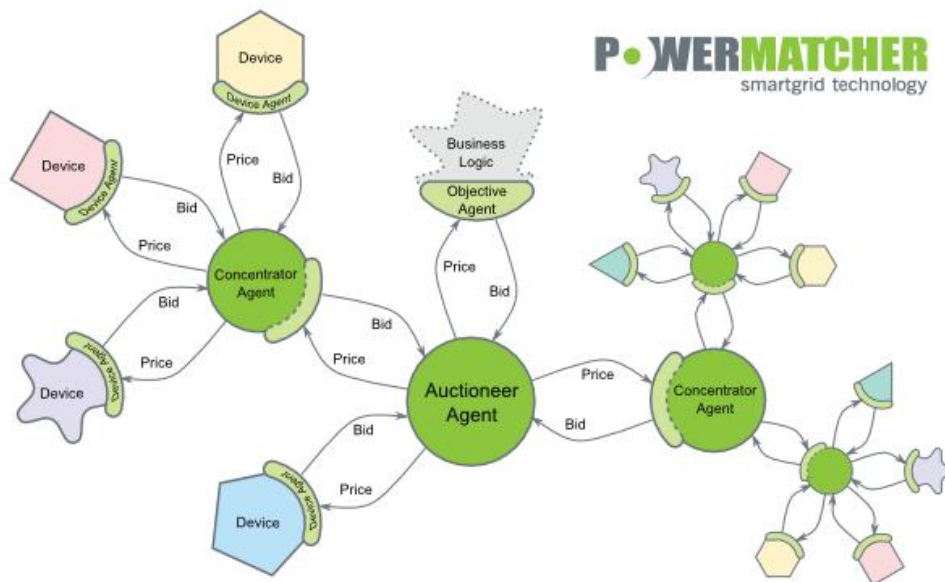 POWERMATCHER
smartgrid technology
Device
Device Agent
Price
Bid
Device
Device Agent
Bid
Price
Concentrator
Agent
Bid
Price
Device
Device Agent
Bid
Price
Business
Logic
Objective
Agent
Price
Bid
Auctioneer
Agent
Price
Bid
Concentrator
Agent
Bid
Price
Device
Device Agent